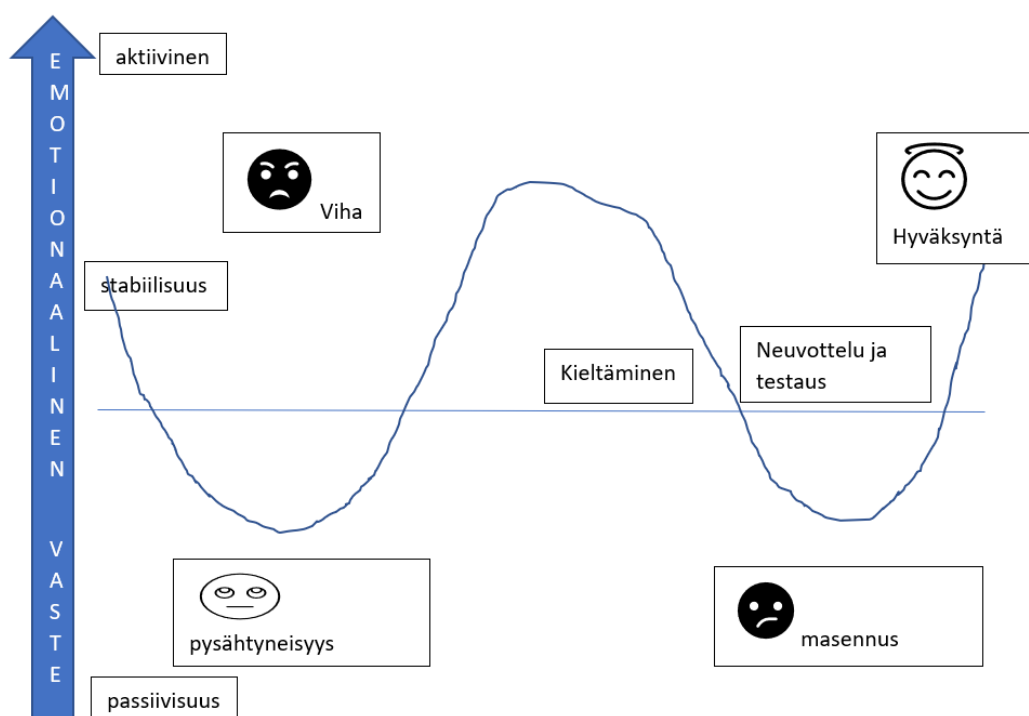 EMOTIONAALINEN VASTE
aktiivinen
Viha
Hyväksyntä
stabiilisuus
Kieltäminen
Neuvottelu ja
testaus
pysähtyneisyys
masennus
passiivisuus